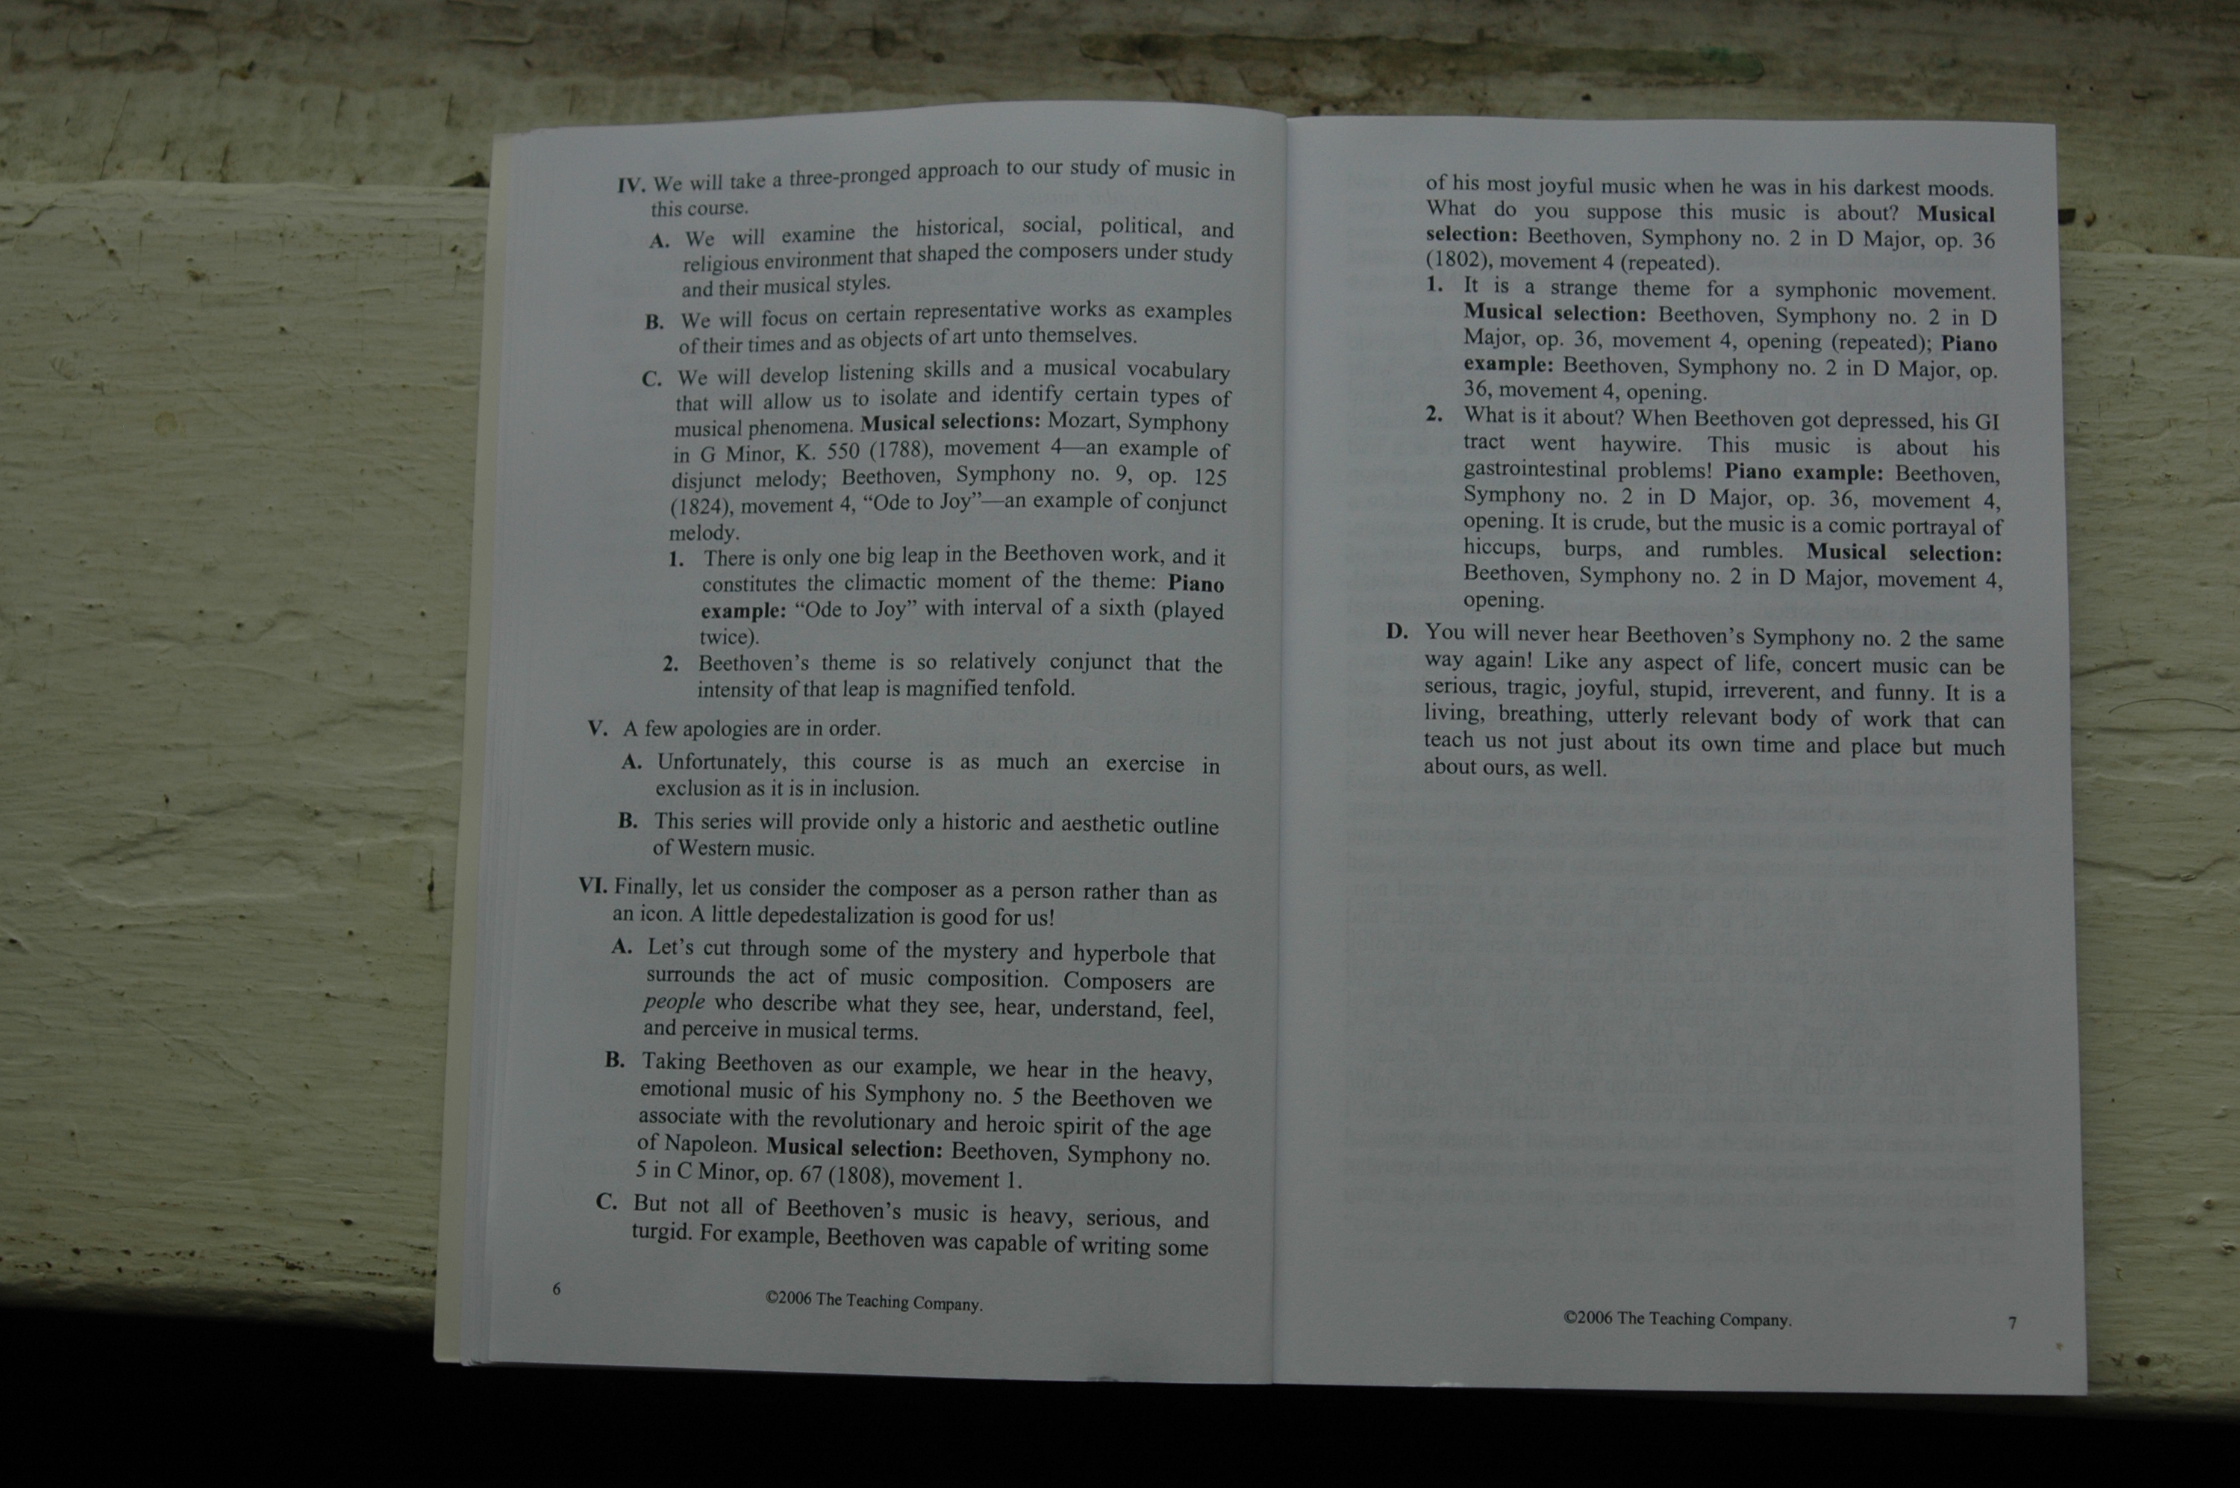 IV. We will take a three-pronged approach to our study of music in
this course.
A. We will examine the historical, social, political, and
religious environment that shaped the composers under study
and their musical styles.
B. We will focus on certain representative works as examples
of their times and as objects of art unto themselves.
C. We will develop listening skills and a musical vocabulary
that will allow us to isolate and identify certain types of
musical phenomena. Musical selections: Mozart, Symphony
in G Minor, K. 550 (1788), movement 4—an example of
disjunct melody; Beethoven, Symphony no. 9, op. 125
(1824), movement 4, “Ode to Joy”—an example of conjunct
melody.
1. There is only one big leap in the Beethoven work, and it
constitutes the climactic moment of the theme: Piano
example: “Ode to Joy” with interval of a sixth (played
twice).
2. Beethoven’s theme is so relatively conjunct that the
intensity of that leap is magnified tenfold.
V. A few apologies are in order.
A. Unfortunately, this course is as much an exercise in
exclusion as it is in inclusion.
B. This series will provide only a historic and aesthetic outline
of Western music.
VI. Finally, let us consider the composer as a person rather than as
an icon. A little depedestalization is good for us!
A. Let’s cut through some of the mystery and hyperbole that
surrounds the act of music composition. Composers are
people who describe what they see, hear, understand, feel,
and perceive in musical terms.
B. Taking Beethoven as our example, we hear in the heavy,
emotional music of his Symphony no. 5 the Beethoven we
associate with the revolutionary and heroic spirit of the age
of Napoleon. Musical selection: Beethoven, Symphony no.
5 in C Minor, op. 67 (1808), movement 1.
C. But not all of Beethoven’s music is heavy, serious, and
turgid. For example, Beethoven was capable of writing some
6
©2006 The Teaching Company.
of his most joyful music when he was in his darkest moods.
What do you suppose this music is about? Musical
selection: Beethoven, Symphony no. 2 in D Major, op. 36
(1802), movement 4 (repeated).
1. It is a strange theme for a symphonic movement.
Musical selection: Beethoven, Symphony no. 2 in D
Major, op. 36, movement 4, opening (repeated); Piano
example: Beethoven, Symphony no. 2 in D Major, op.
36, movement 4, opening.
2. What is it about? When Beethoven got depressed, his GI
tract went haywire. This music is about his
gastrointestinal problems! Piano example: Beethoven,
Symphony no. 2 in D Major, op. 36, movement 4,
opening. It is crude, but the music is a comic portrayal of
hiccups, burps, and rumbles. Musical selection:
Beethoven, Symphony no. 2 in D Major, movement 4,
opening.
D. You will never hear Beethoven’s Symphony no. 2 the same
way again! Like any aspect of life, concert music can be
serious, tragic, joyful, stupid, irreverent, and funny. It is a
living, breathing, utterly relevant body of work that can
teach us not just about its own time and place but much
about ours, as well.
©2006 The Teaching Company.
7